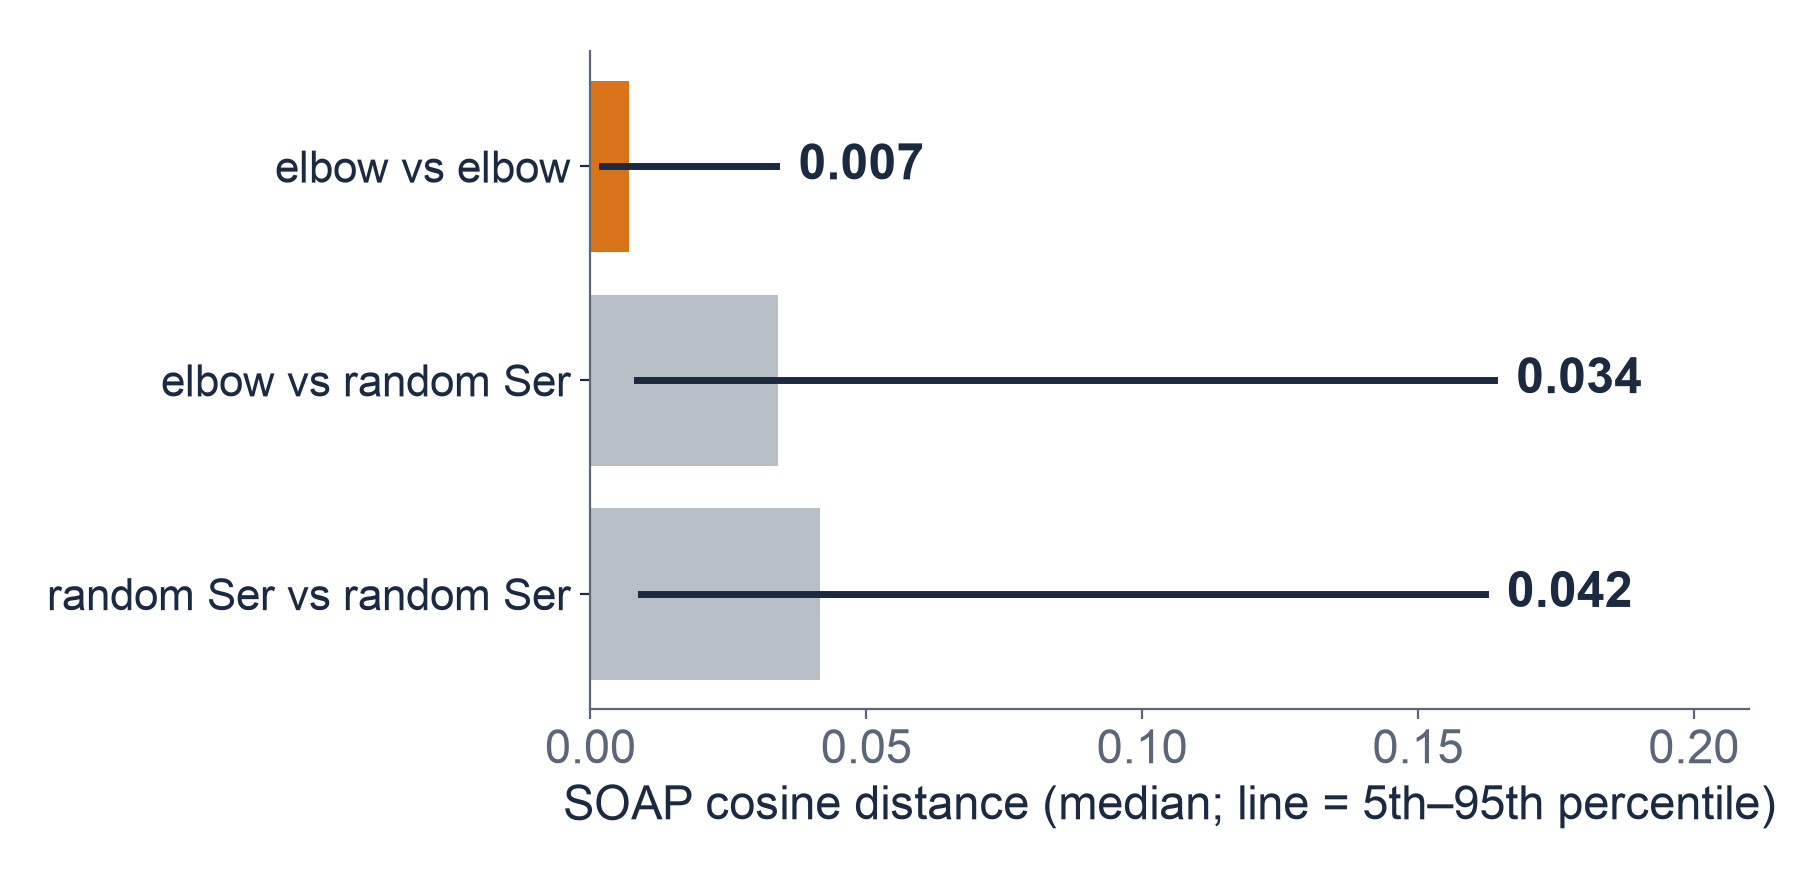 elbow vs elbow
0.007
elbow vs random Ser
0.034
random Ser vs random Ser
0.042
0.00 0.05 0.10 0.15 0.20
SOAP cosine distance (median; line = 5th–95th percentile)